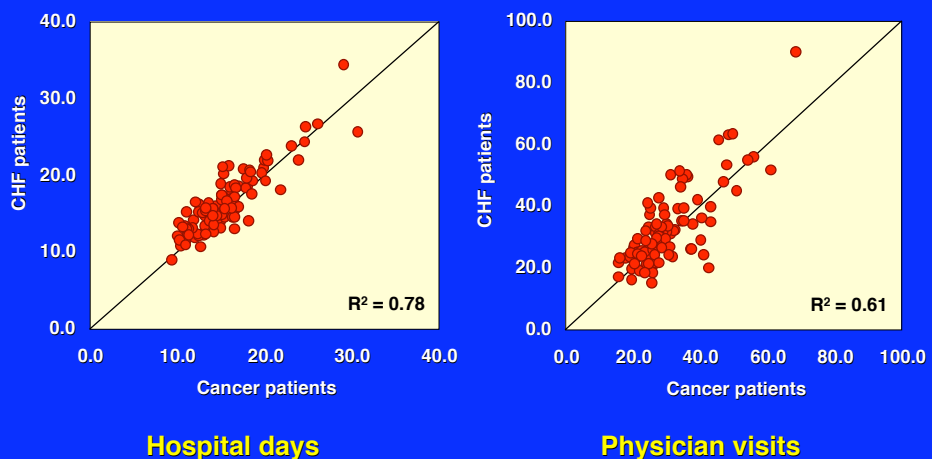 40.0
30.0
20.0
10.0
0.0
CHF patients
R² = 0.78
0.0 10.0 20.0 30.0 40.0
Cancer patients
Hospital days
100.0
80.0
60.0
40.0
20.0
0.0
CHF patients
R² = 0.61
0.0 20.0 40.0 60.0 80.0 100.0
Cancer patients
Physician visits